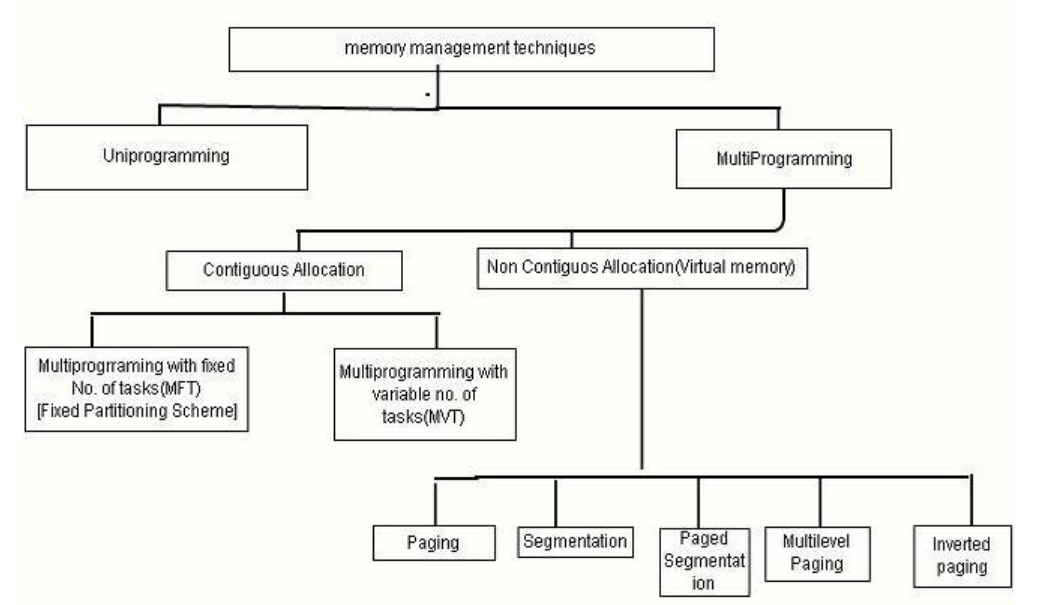 memory management techniques
Uniprogramming
MultiProgramming
Contiguous Allocation
Non Contiguos Allocation(Virtual memory)
Multiprogrraming with fixed
No. of tasks(MFT)
[Fixed Partitioning Scheme]
Multiprogramming with
variable no. of
tasks(MVT)
Paging
Segmentation
Paged
Segmentat
ion
Multilevel
Paging
Inverted
paging